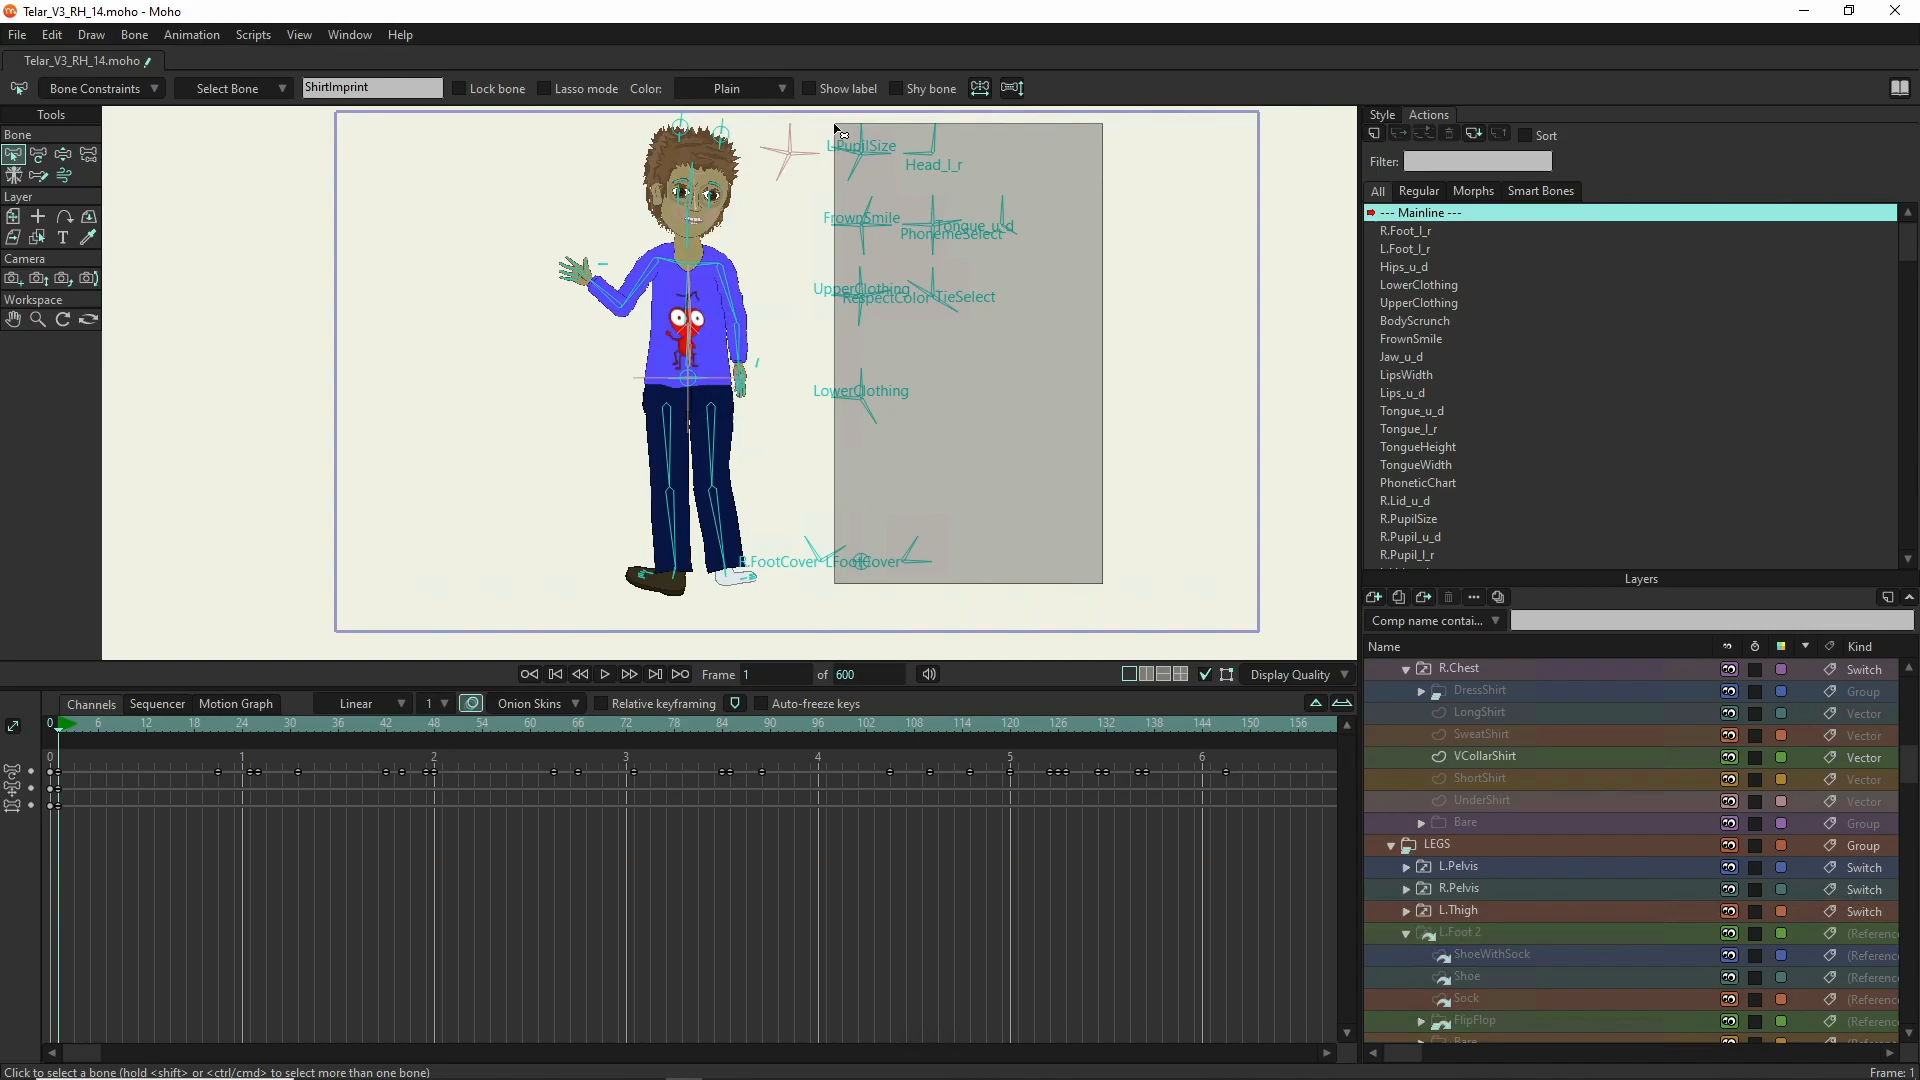 Telar_V3_RH_14.moho - Moho
File Edit Draw Bone Animation Scripts View Window Help
Telar_V3_RH_14.moho
Bone Constraints Select Bone ShirtImprint Lock bone Lasso mode Color: Plain Show label Shy bone
Tools
Bone
Layer
Camera
Workspace
L.PupilSize
Head_l_r
FrownSmile
Tongue_u_d
PhonemeSelect
UpperClothing
RespectColor TieSelect
LowerClothing
R.FootCover LFootCover
Style Actions
Sort
Filter:
All Regular Morphs Smart Bones
--- Mainline ---
R.Foot_l_r
L.Foot_l_r
Hips_u_d
LowerClothing
UpperClothing
BodyScrunch
FrownSmile
Jaw_u_d
LipsWidth
Lips_u_d
Tongue_u_d
Tongue_l_r
TongueHeight
TongueWidth
PhoneticChart
R.Lid_u_d
R.PupilSize
R.Pupil_u_d
R.Pupil_l_r
Layers
Comp name contai...
Name Kind
R.Chest Switch
DressShirt Group
LongShirt Vector
SweatShirt Vector
VCollarShirt Vector
ShortShirt Vector
UnderShirt Vector
Bare Group
LEGS Group
L.Pelvis Switch
R.Pelvis Switch
L.Thigh Switch
L.Foot 2 (Referenc
ShoeWithSock (Referenc
Shoe (Referenc
Sock (Referenc
FlipFlop (Referenc
Frame 1 of 600 Display Quality
Channels Sequencer Motion Graph Linear 1 Onion Skins Relative keyframing Auto-freeze keys
0 6 12 18 24 30 36 42 48 54 60 66 72 78 84 90 96 102 108 114 120 126 132 138 144 150 156
0 1 2 3 4 5 6
Click to select a bone (hold <shift> or <ctrl/cmd> to select more than one bone)
Frame: 1